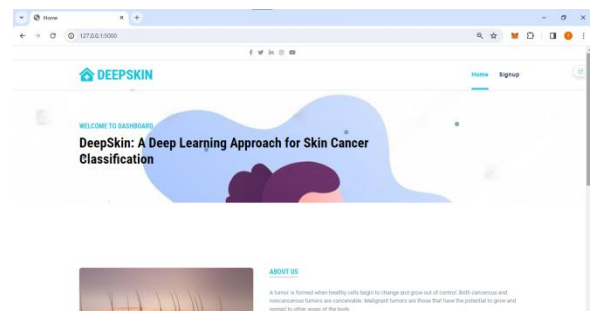 Home
127.0.0.1:5000
DEEPSKIN
Home Signup
WELCOME TO DASHBOARD
DeepSkin: A Deep Learning Approach for Skin Cancer
Classification
ABOUT US
A tumor is formed when healthy cells begin to change and grow out of control. Both cancerous and
noncancerous tumors are conceivable. Malignant tumors are those that have the potential to grow and
spread to other areas of the body.